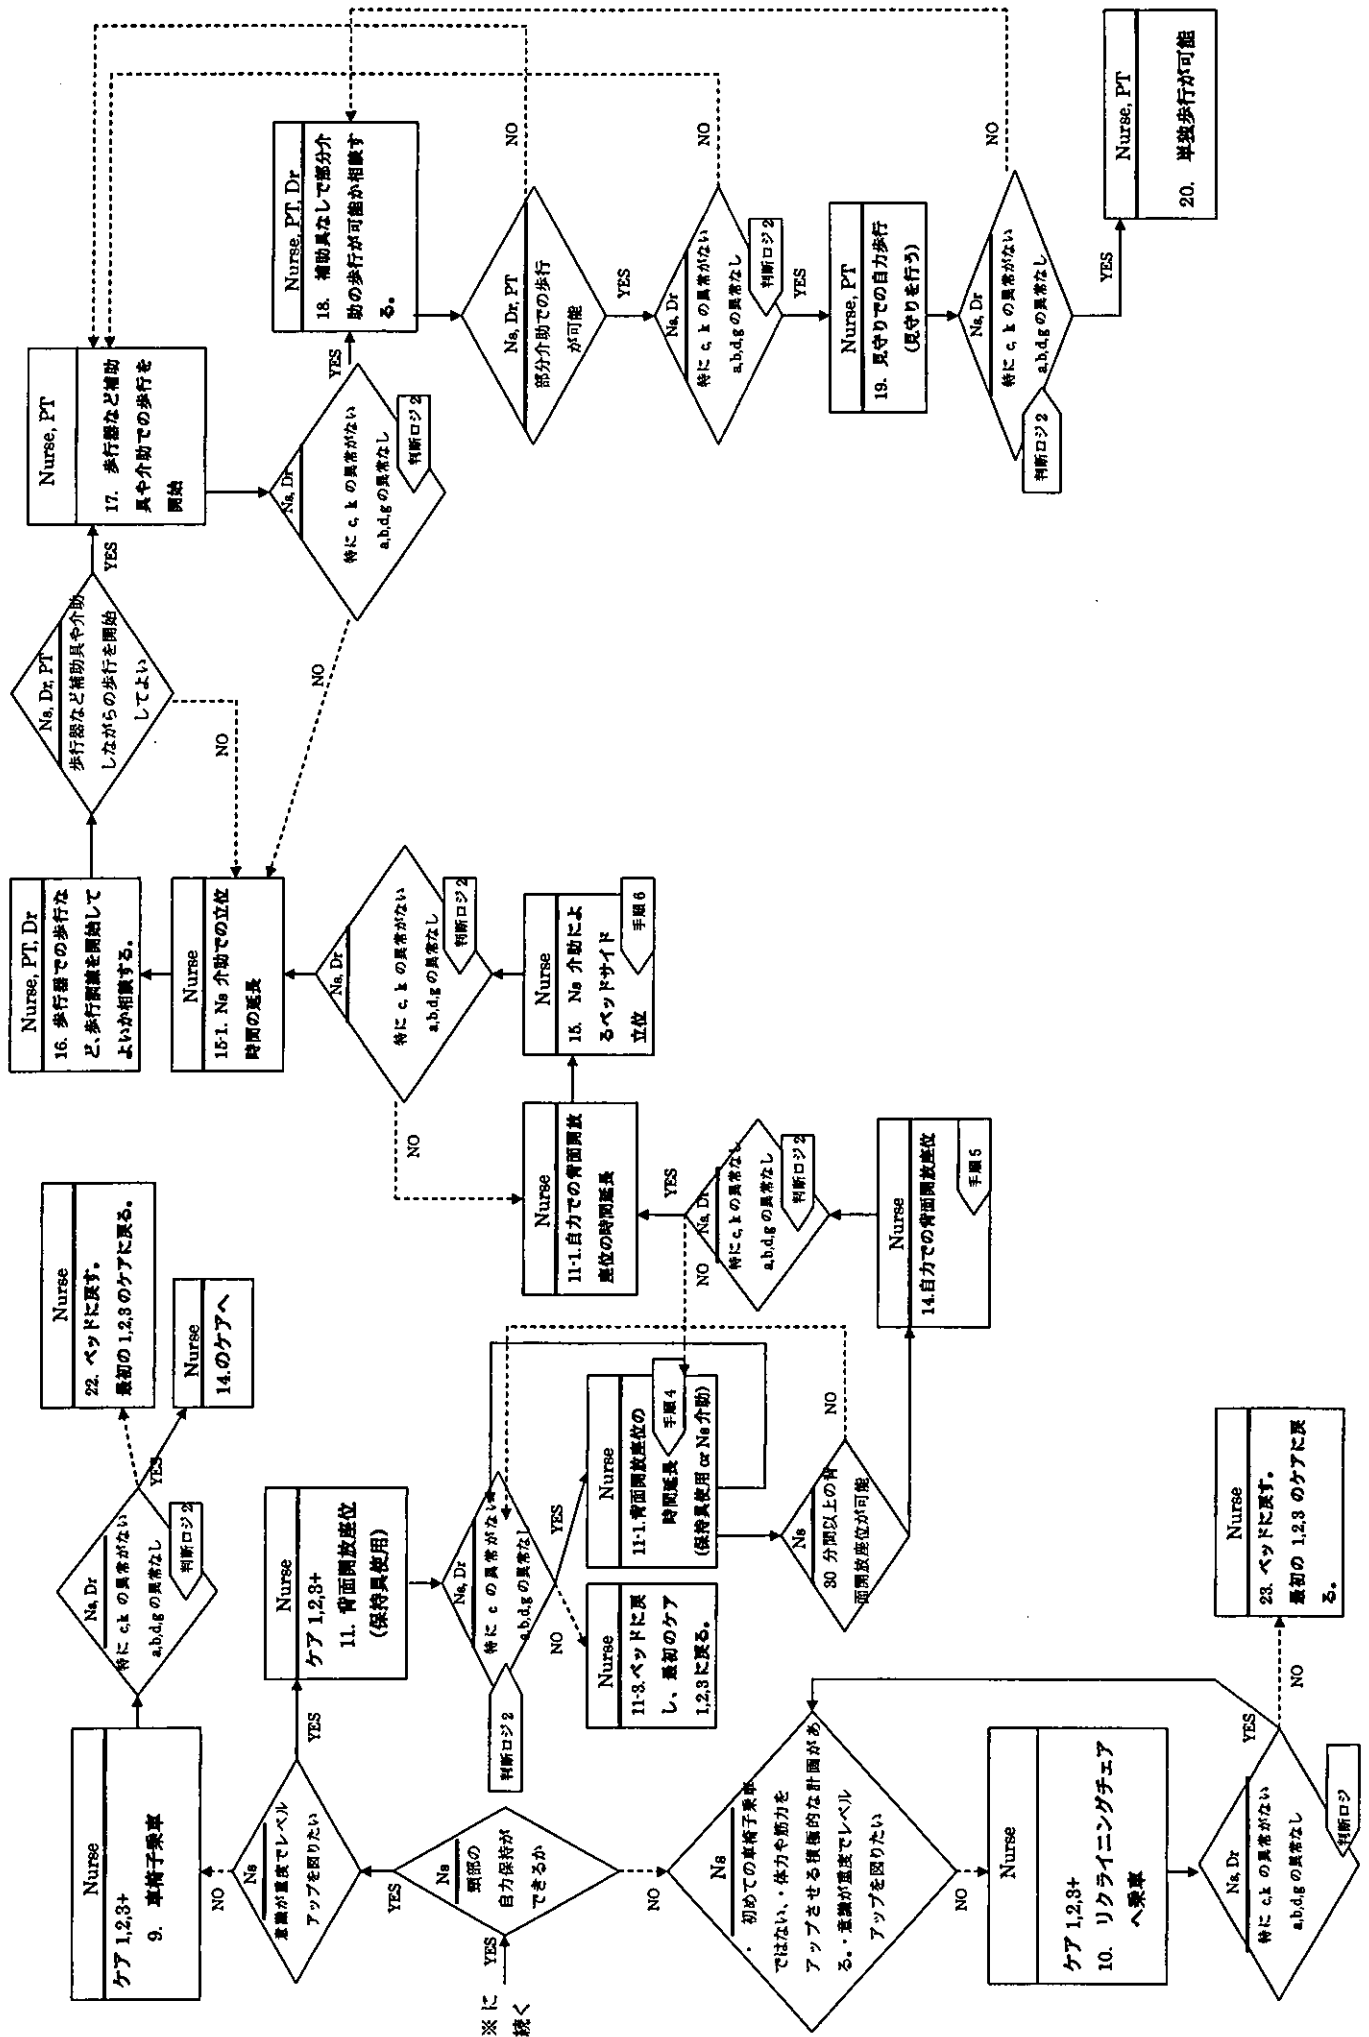 ※に
続く
YES
Ns
頸部の
自力保持が
できるか
YES
NO
Ns
意識が重度でレベル
アップを図りたい
NO
YES
Nurse
ケア 1,2,3+
9. 車椅子乗車
Ns, Dr
特に c,k の異常がない
a,b,d,g の異常なし
判断ロジ2
YES
Nurse
22. ベッドに戻す。
最初の 1,2,3 のケアに戻る。
Nurse
14.のケアへ
Nurse
ケア 1,2,3+
11. 背面開放座位
(保持具使用)
Ns, Dr
特に c の異常がない
a,b,d,g の異常なし
判断ロジ2
NO
YES
Nurse
11-3.ベッドに戻
し、最初のケア
1,2,3 に戻る。
Nurse
11-1.背面開放座位の
時間延長
(保持具使用 or Ns 介助)
手順4
Ns
30 分間以上の背
面開放座位が可能
NO
・ 初めての車椅子乗車
Ns
ではない、・体力や筋力を
アップさせる積極的な計画があ
る。・意識が重度でレベル
アップを図りたい
NO
Nurse
ケア 1,2,3+
10. リクライニングチェア
へ乗車
Ns, Dr
特に c,k の異常がない
a,b,d,g の異常なし
判断ロジ
YES
NO
Nurse
23. ベッドに戻す。
最初の 1,2,3 のケアに戻
る。
Nurse
14.自力での背面開放座位
手順5
Ns, Dr
特に c,k の異常なし
a,b,d,g の異常なし
判断ロジ2
NO
YES
Nurse
11-1.自力での背面開放
座位の時間延長
Nurse
15. Ns 介助によ
るベッドサイド
立位
手順6
Ns, Dr
特に c, k の異常がない
a,b,d,g の異常なし
判断ロジ2
NO
Nurse
15-1. Ns 介助での立位
時間の延長
Nurse, PT, Dr
16. 歩行器での歩行な
ど、歩行訓練を開始して
よいか相談する。
Ns, Dr, PT
歩行器など補助具や介助
しながらの歩行を開始
してよい
NO
YES
Nurse, PT
17. 歩行器など補助
具や介助での歩行を
開始
Ns, Dr
特に c, k の異常がない
a,b,d,g の異常なし
判断ロジ2
NO
YES
Nurse, PT, Dr
18. 補助具なしで部分介
助の歩行が可能か相談す
る。
Ns, Dr, PT
部分介助での歩行
が可能
NO
YES
Ns, Dr
特に c, k の異常がない
a,b,d,g の異常なし
判断ロジ2
NO
YES
Nurse, PT
19. 見守りでの自力歩行
(見守りを行う)
Ns, Dr
特に c, k の異常がない
a,b,d,g の異常なし
判断ロジ2
NO
YES
Nurse, PT
20. 単独歩行が可能